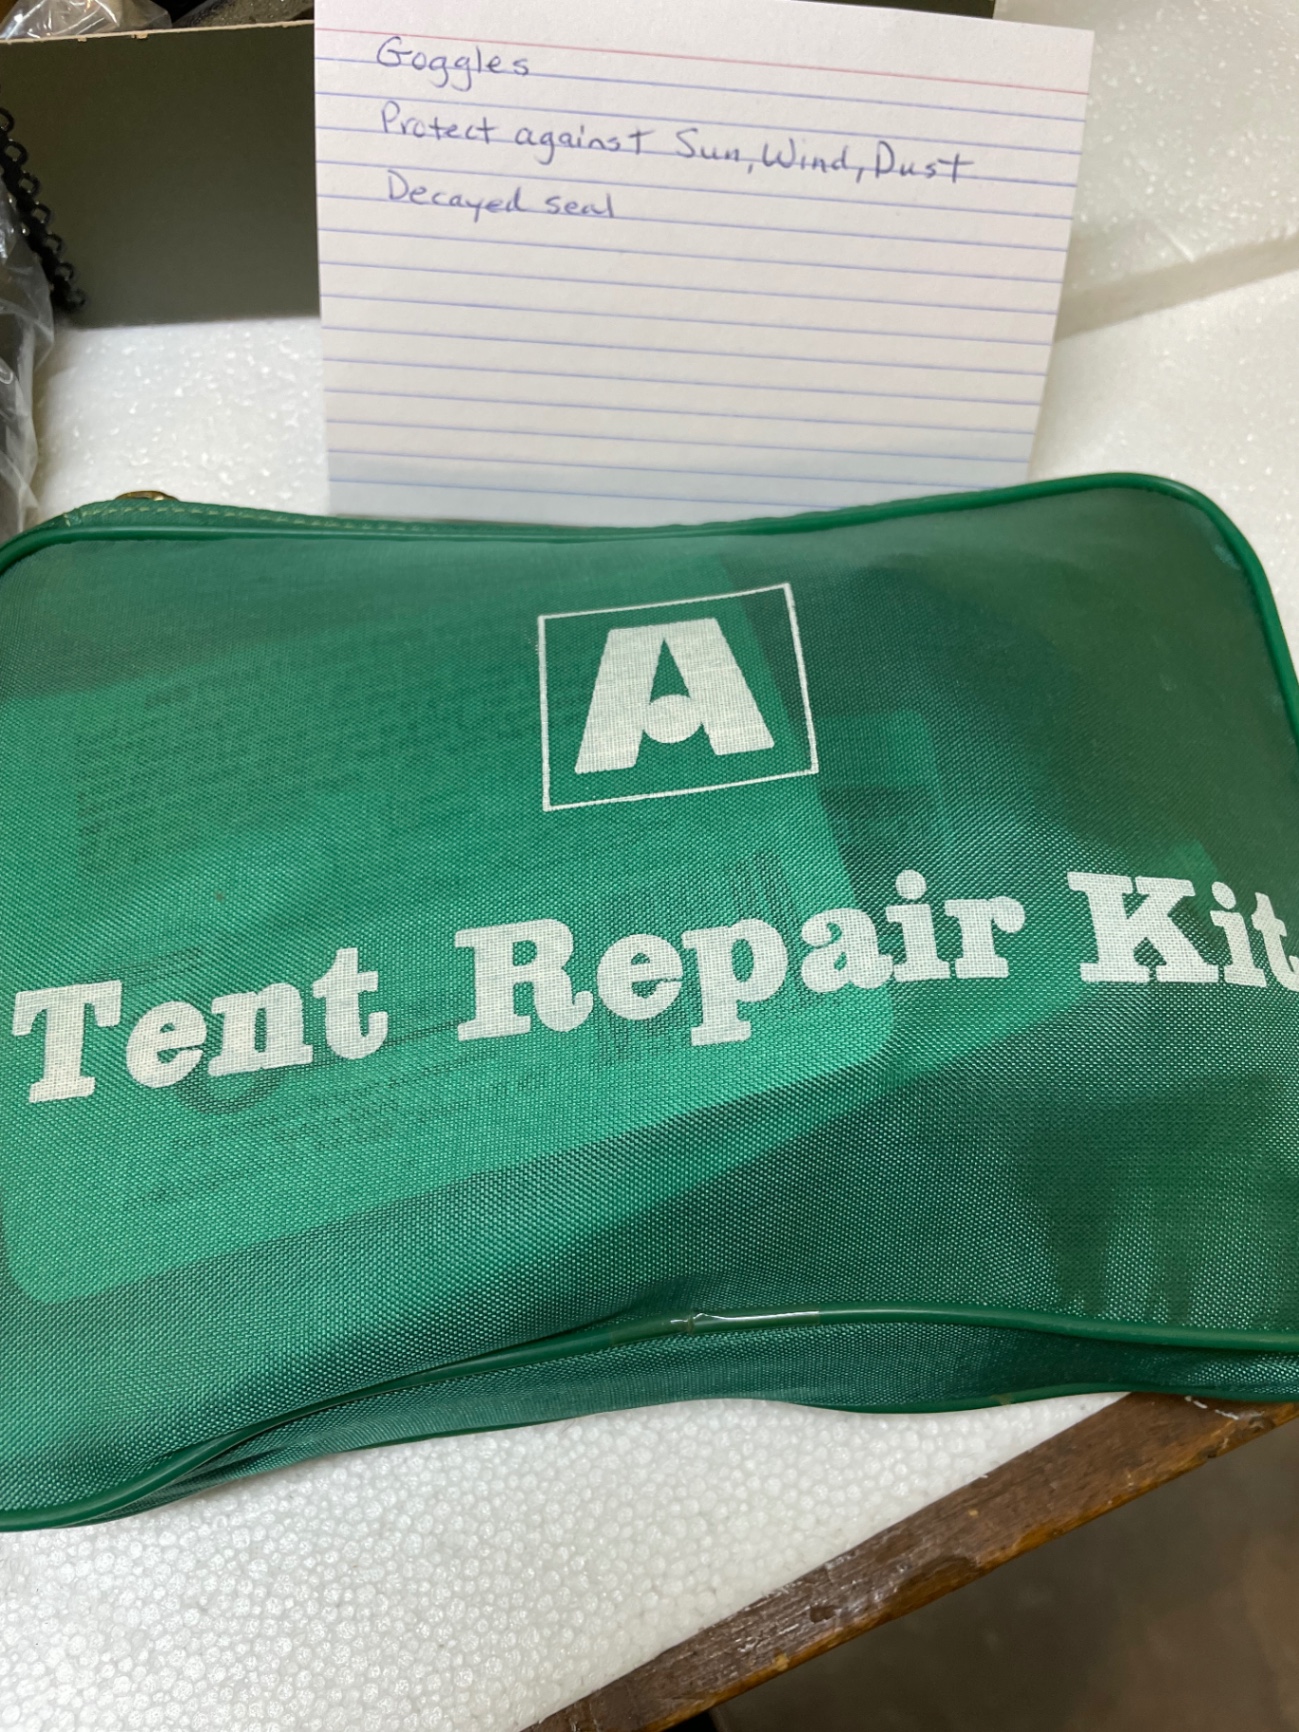 Goggles
Protect against Sun, Wind, Dust
Decayed seal
A
Tent Repair Kit